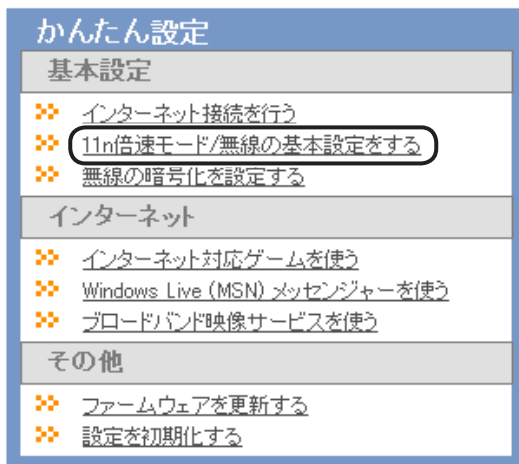 かんたん設定
基本設定
インターネット接続を行う
11n倍速モード/無線の基本設定をする
無線の暗号化を設定する
インターネット
インターネット対応ゲームを使う
Windows Live (MSN) メッセンジャーを使う
ブロードバンド映像サービスを使う
その他
ファームウェアを更新する
設定を初期化する